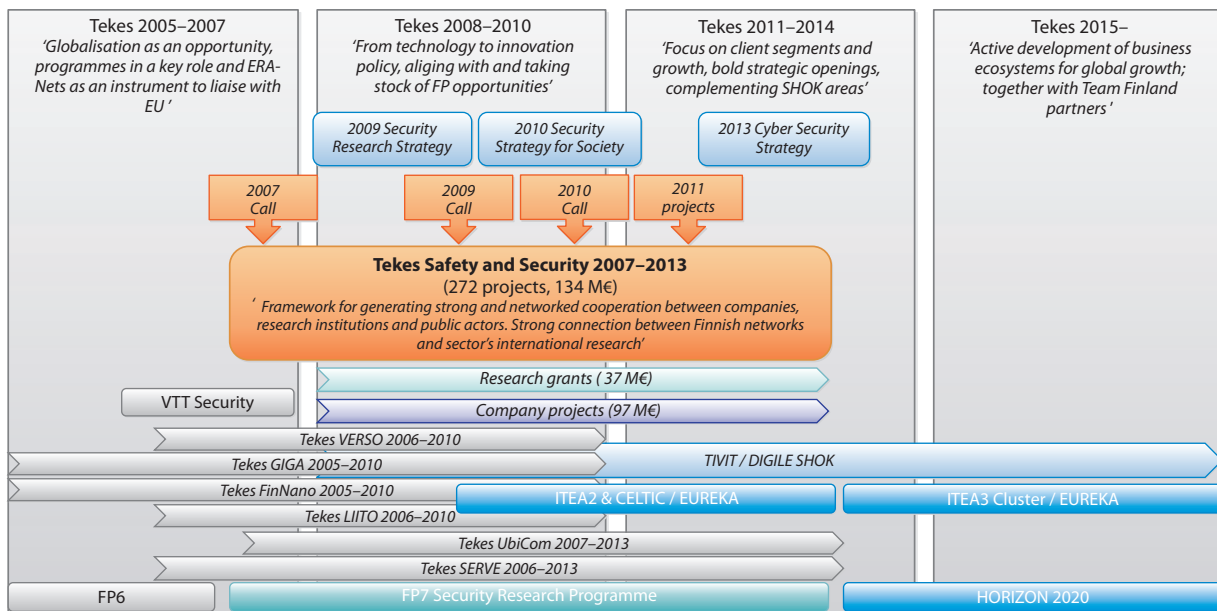 Tekes 2005–2007
‘Globalisation as an opportunity,
programmes in a key role and ERA-
Nets as an instrument to liaise with
EU ’
Tekes 2008–2010
‘From technology to innovation
policy, aligning with and taking
stock of FP opportunities’
Tekes 2011–2014
‘Focus on client segments and
growth, bold strategic openings,
complementing SHOK areas’
Tekes 2015–
‘Active development of business
ecosystems for global growth;
together with Team Finland
partners ’
2009 Security
Research Strategy
2010 Security
Strategy for Society
2013 Cyber Security
Strategy
2007
Call
2009
Call
2010
Call
2011
projects
Tekes Safety and Security 2007–2013
(272 projects, 134 M€)
‘ Framework for generating strong and networked cooperation between companies,
research institutions and public actors. Strong connection between Finnish networks
and sector’s international research’
Research grants ( 37 M€)
VTT Security
Company projects (97 M€)
Tekes VERSO 2006–2010
Tekes GIGA 2005–2010
TIVIT / DIGILE SHOK
Tekes FinNano 2005–2010
ITEA2 & CELTIC / EUREKA
ITEA3 Cluster / EUREKA
Tekes LIITO 2006–2010
Tekes UbiCom 2007–2013
Tekes SERVE 2006–2013
FP6
FP7 Security Research Programme
HORIZON 2020